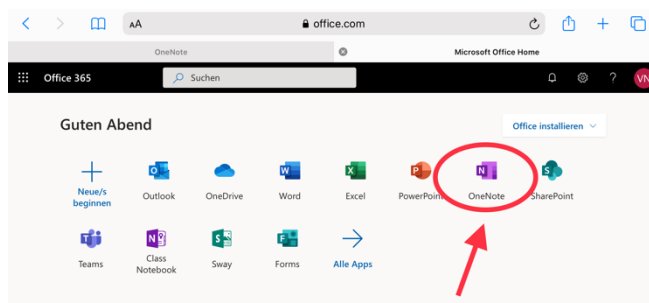 AA
office.com
OneNote
Microsoft Office Home
Office 365
Suchen
?
VN
Guten Abend
Office installieren
Neue/s
beginnen
Outlook
OneDrive
Word
Excel
PowerPoint
OneNote
SharePoint
Teams
Class
Notebook
Sway
Forms
Alle Apps